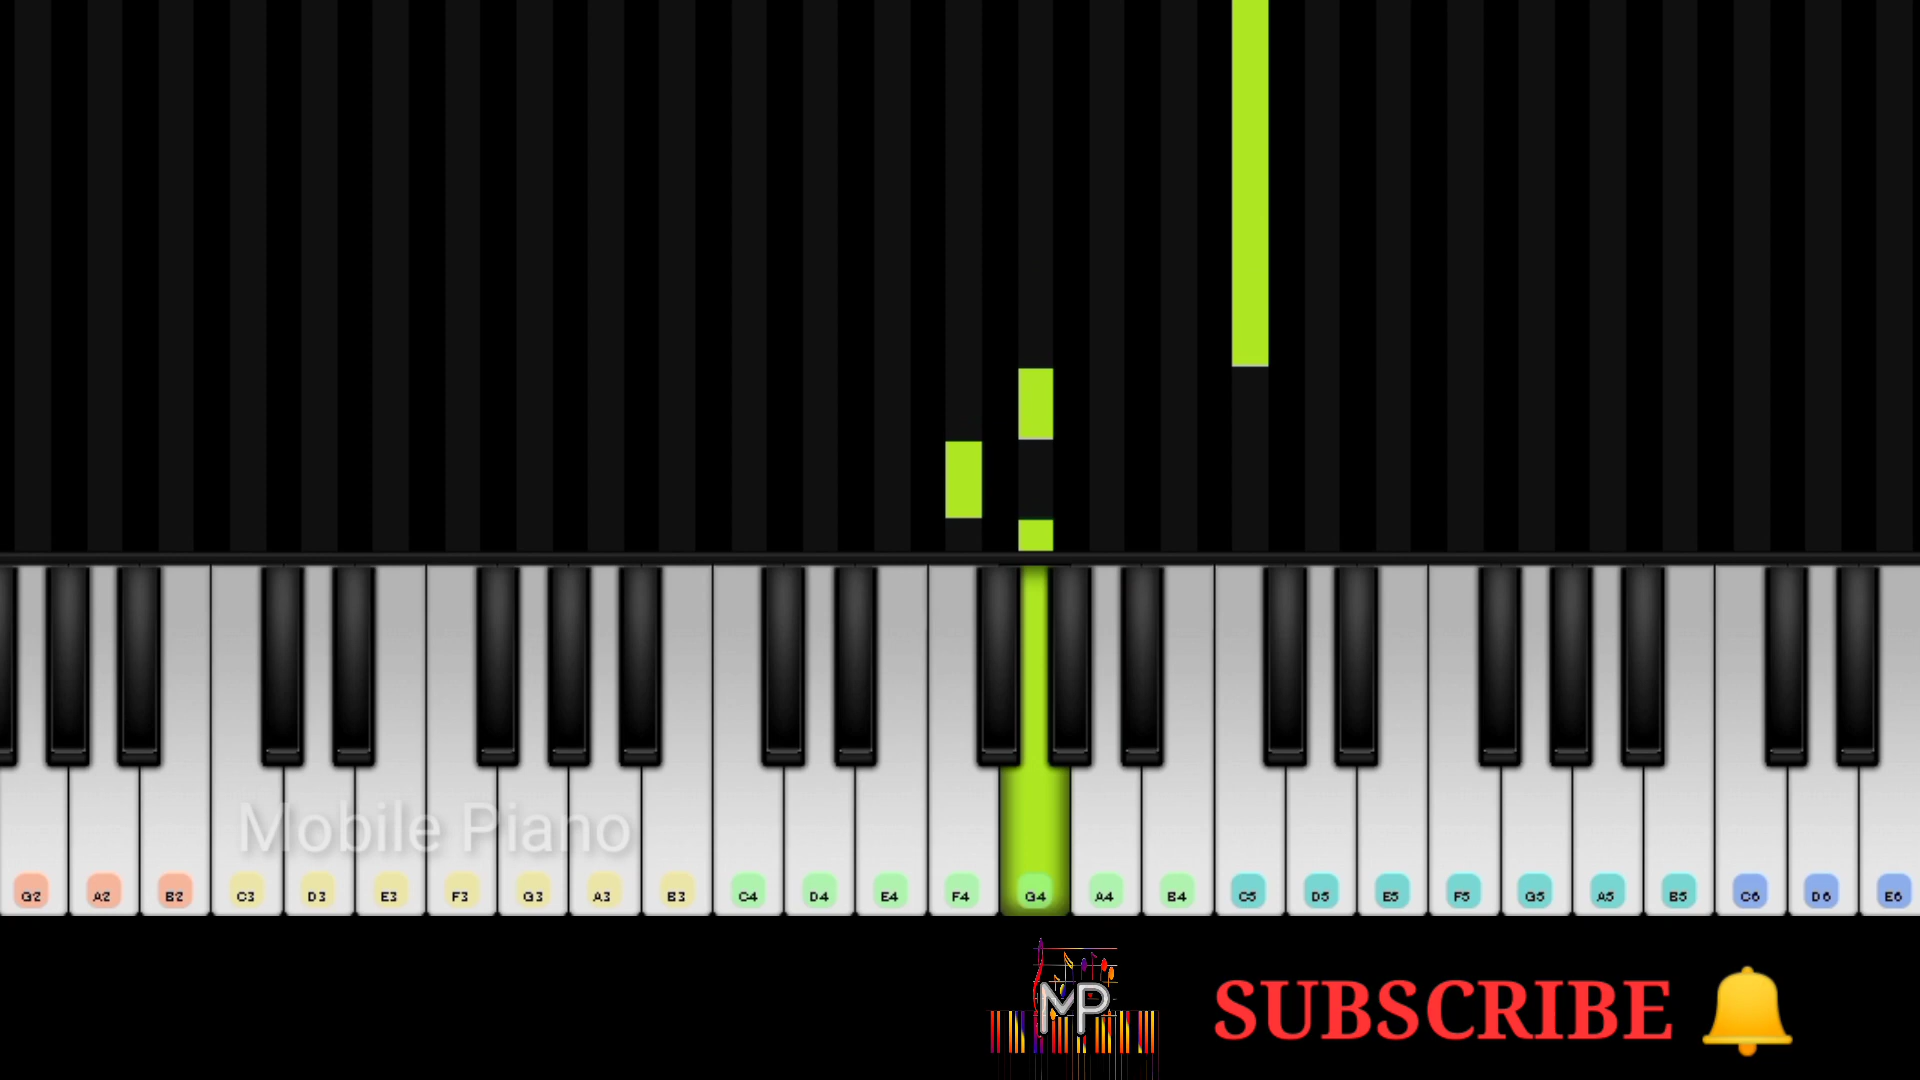 Mobile Piano
G2 A2 B2 C3 D3 E3 F3 G3 A3 B3 C4 D4 E4 F4 G4 A4 B4 C5 D5 E5 F5 G5 A5 B5 C6 D6 E6
MP
SUBSCRIBE